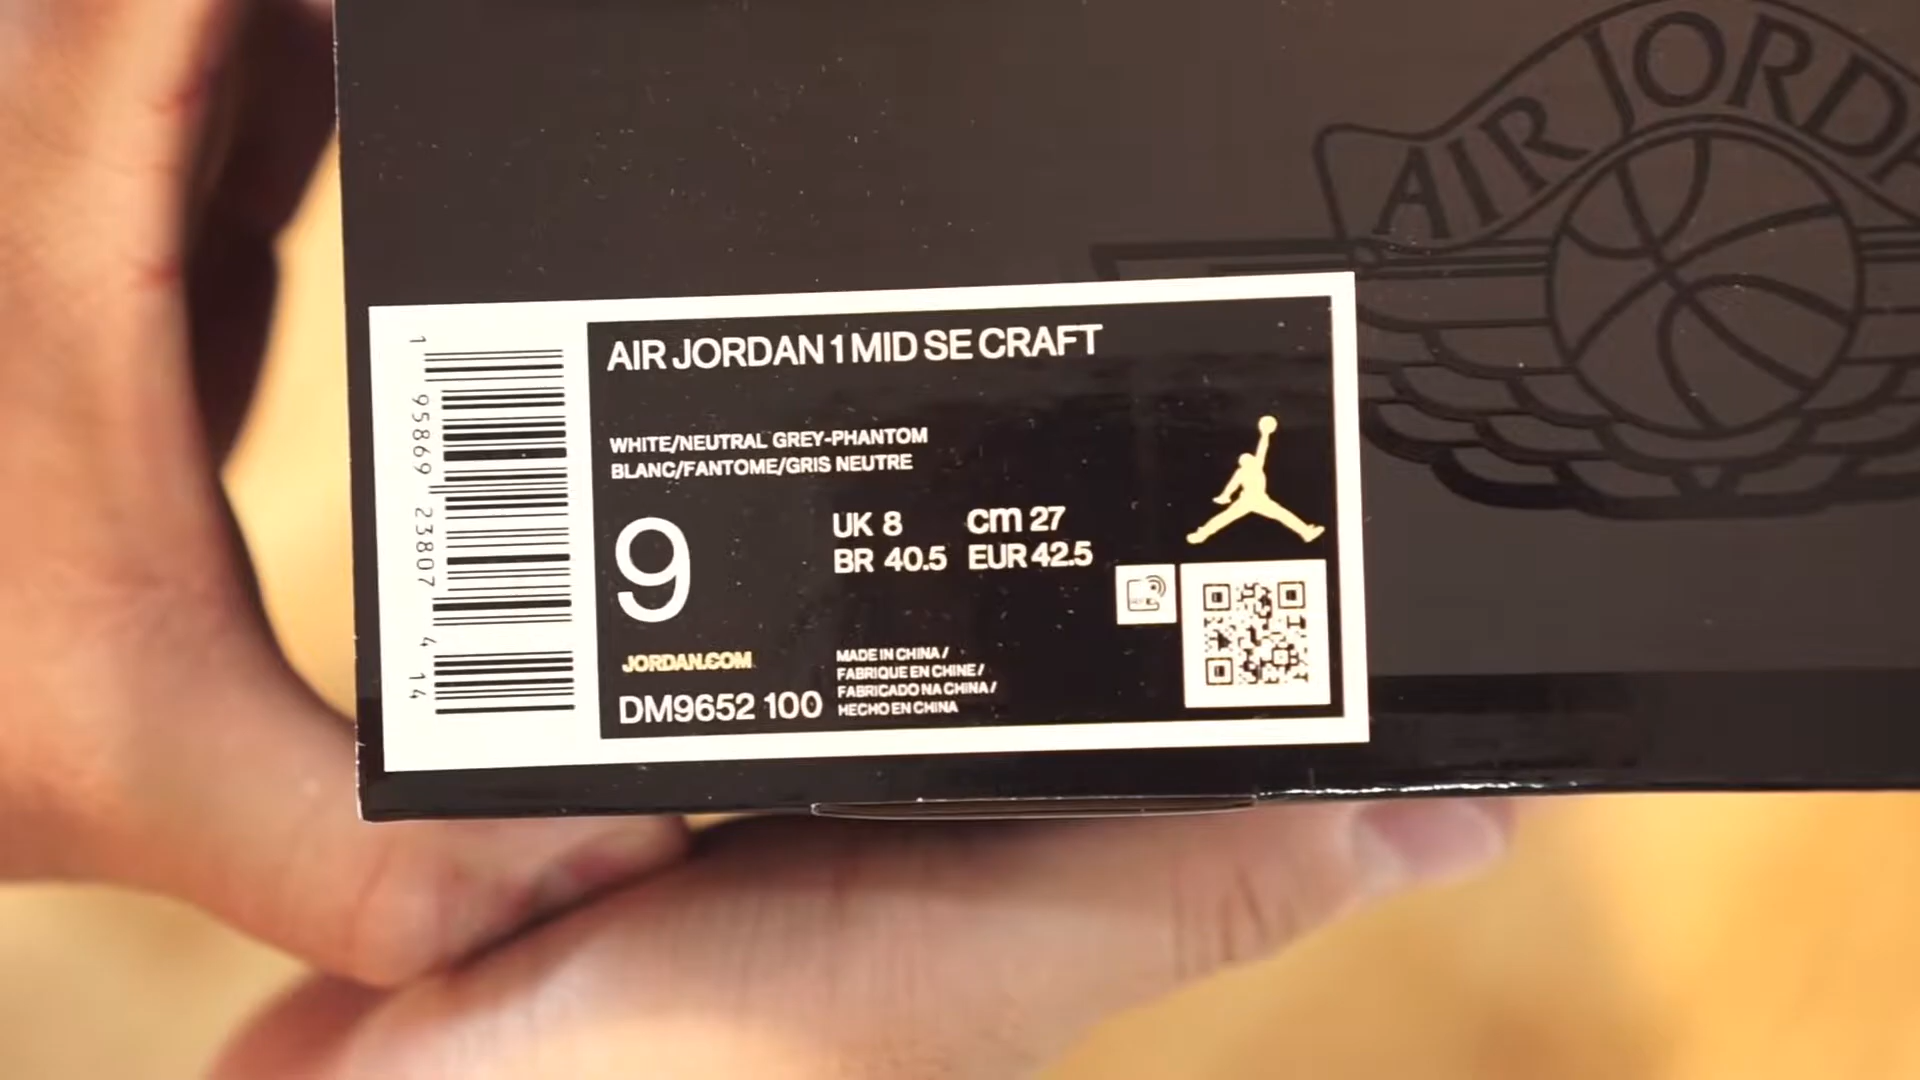 AIR JORDAN
1 95869 23807 4 14
AIR JORDAN 1 MID SE CRAFT
WHITE/NEUTRAL GREY-PHANTOM
BLANC/FANTOME/GRIS NEUTRE
9
UK 8 cm 27
BR 40.5 EUR 42.5
JORDAN.COM
DM9652 100
MADE IN CHINA /
FABRIQUE EN CHINE /
FABRICADO NA CHINA /
HECHO EN CHINA